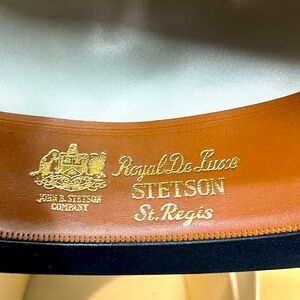 JOHN B. STETSON
COMPANY
Royal De Luxe
STETSON
St. Regis